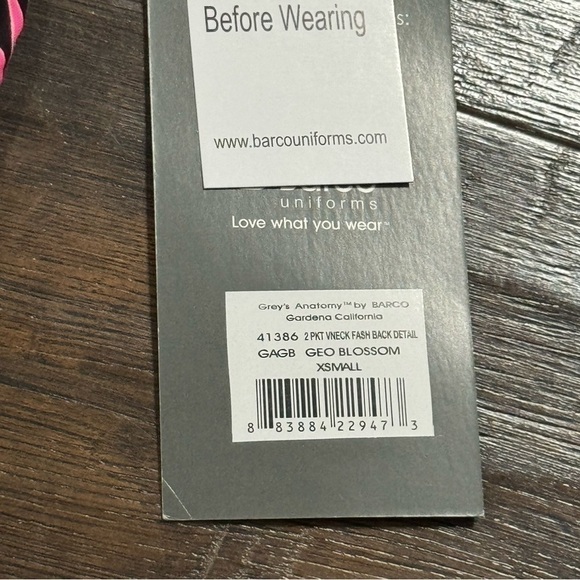 Before Wearing
s:
www.barcouniforms.com
uniforms
Love what you wear™
Grey's Anatomy™ by BARCO
Gardena California
41386 2 PKT VNECK FASH BACK DETAIL
GAGB GEO BLOSSOM
XSMALL
8 83884 22947 3